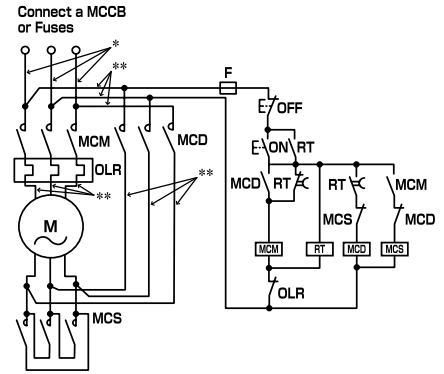 Connect a MCCB
or Fuses
*
**
F
OFF
MCM
MCD
ON
RT
OLR
**
MCD
RT
RT
MCM
**
M
MCS
MCD
MCM
RT
MCD
MCS
OLR
MCS